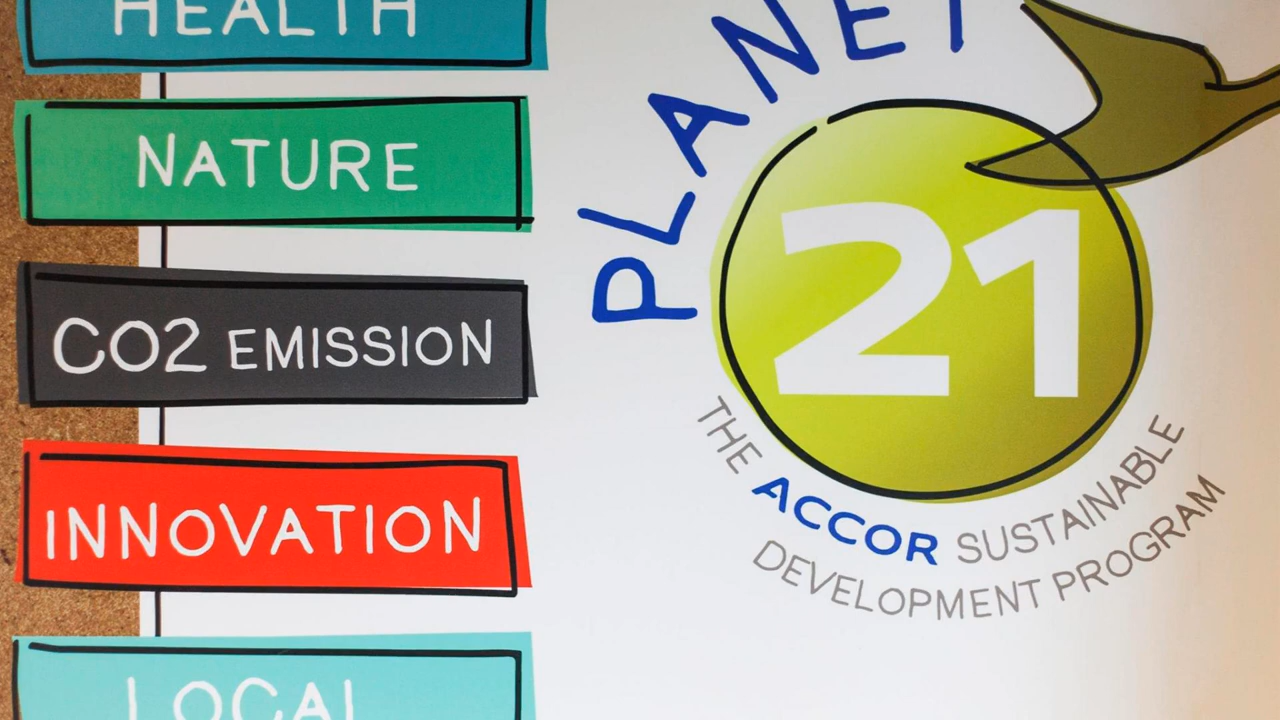 HEALTH
NATURE
CO2 EMISSION
INNOVATION
LOCAL
PLANET
21
THE ACCOR SUSTAINABLE
DEVELOPMENT PROGRAM